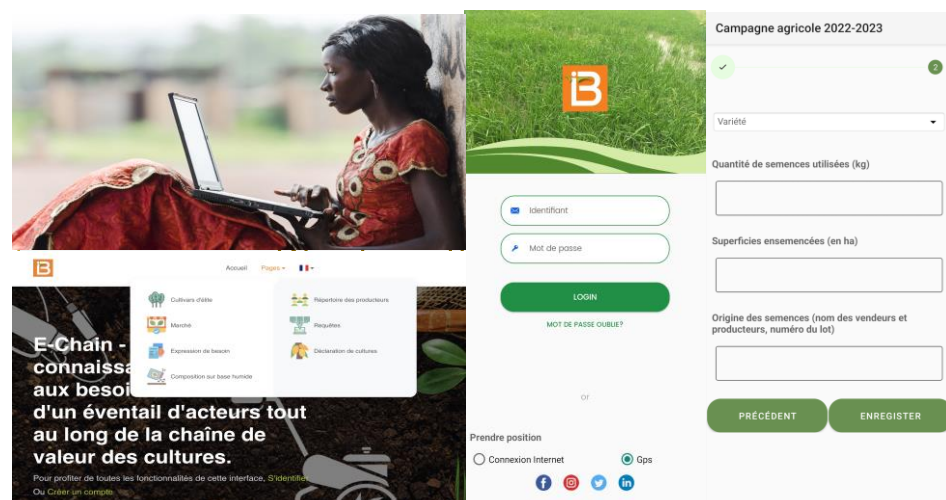 iB
Accueil Pages
Cultivars d'élite
Répertoire des producteurs
Marché
Requêtes
Expression de besoin
Déclaration de cultures
Composition sur base humide
E-Chain -
connaissa
aux besoi
d'un éventail d'acteurs tout
au long de la chaîne de
valeur des cultures.
Pour profiter de toutes les fonctionnalités de cette interface, S'identifier
Ou Créer un compte
iB
Identifiant
Mot de passe
LOGIN
MOT DE PASSE OUBLIE?
or
Prendre position
Connexion Internet
Gps
Campagne agricole 2022-2023
2
Variété
Quantité de semences utilisées (kg)
Superficies ensemencées (en ha)
Origine des semences (nom des vendeurs et
producteurs, numéro du lot)
PRÉCÉDENT
ENREGISTER